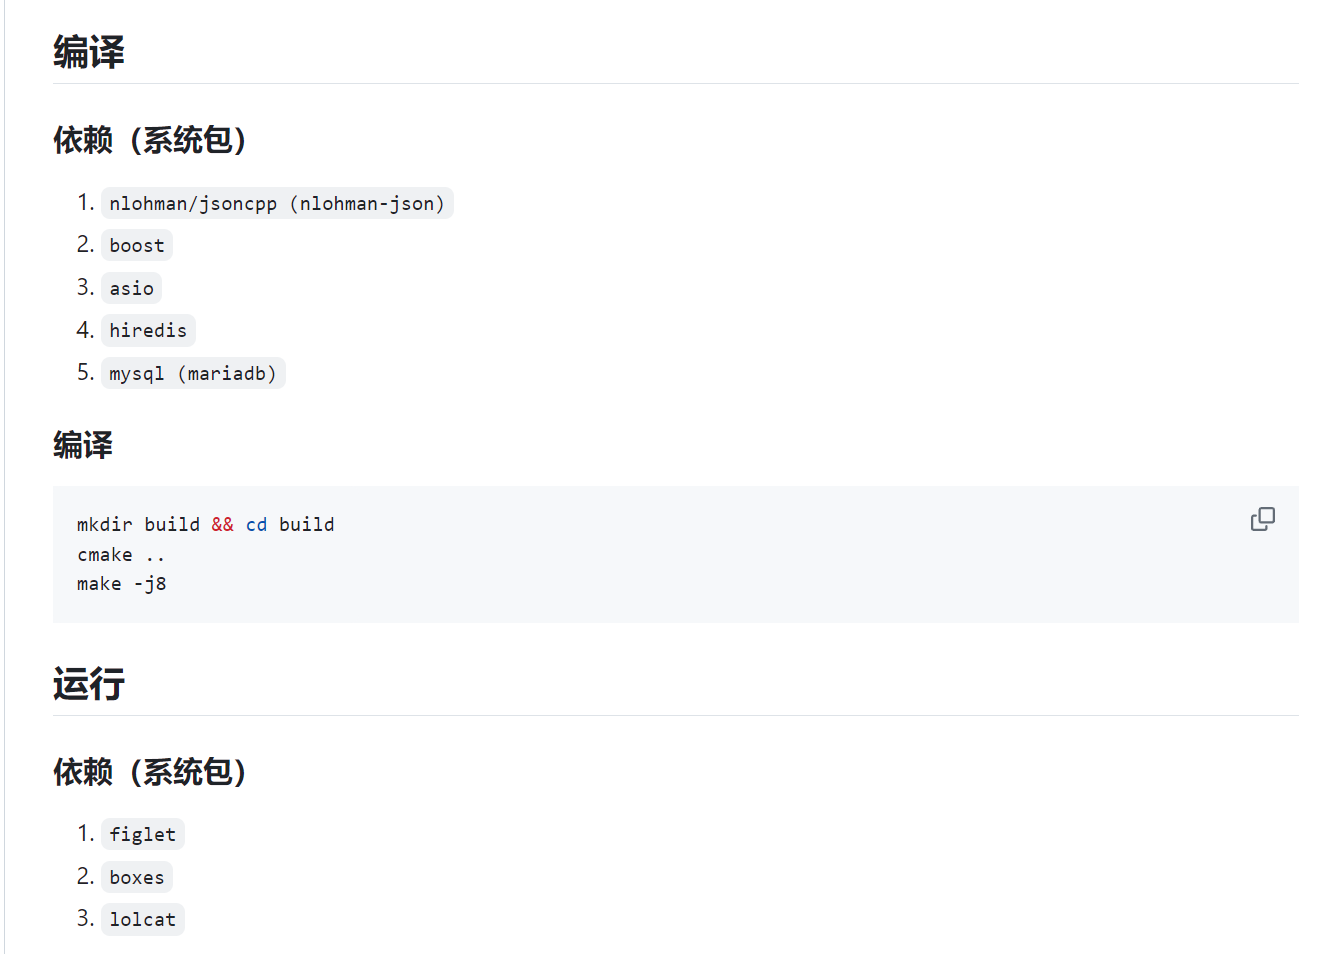 编译
依赖（系统包）
1. nlohman/jsoncpp (nlohman-json)
2. boost
3. asio
4. hiredis
5. mysql (mariadb)
编译
mkdir build && cd build
cmake ..
make -j8
运行
依赖（系统包）
1. figlet
2. boxes
3. lolcat